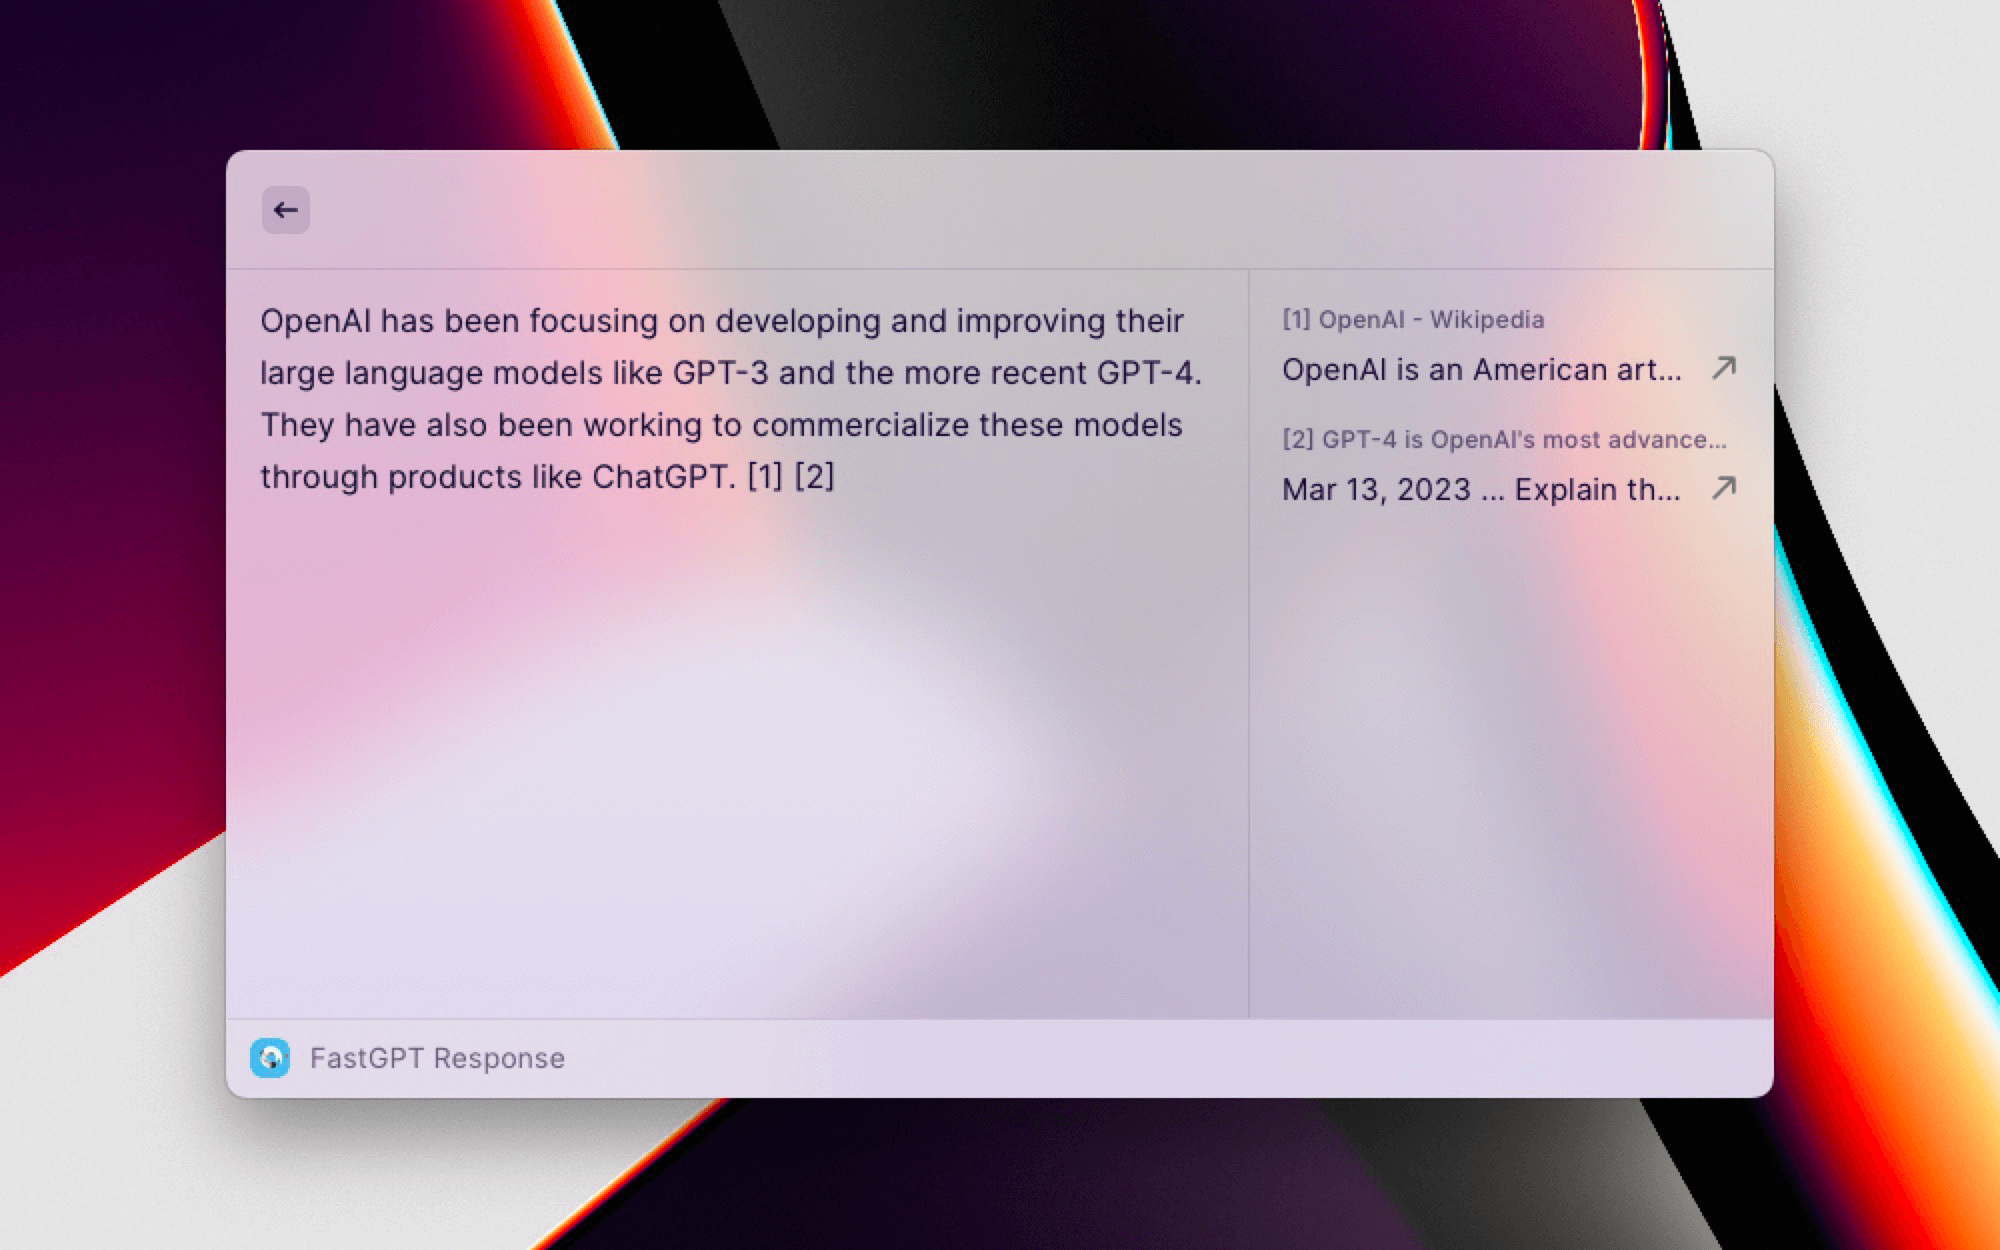 OpenAI has been focusing on developing and improving their
large language models like GPT-3 and the more recent GPT-4.
They have also been working to commercialize these models
through products like ChatGPT. [1] [2]
[1] OpenAI - Wikipedia
OpenAI is an American art...
[2] GPT-4 is OpenAI's most advance...
Mar 13, 2023 ... Explain th...
FastGPT Response